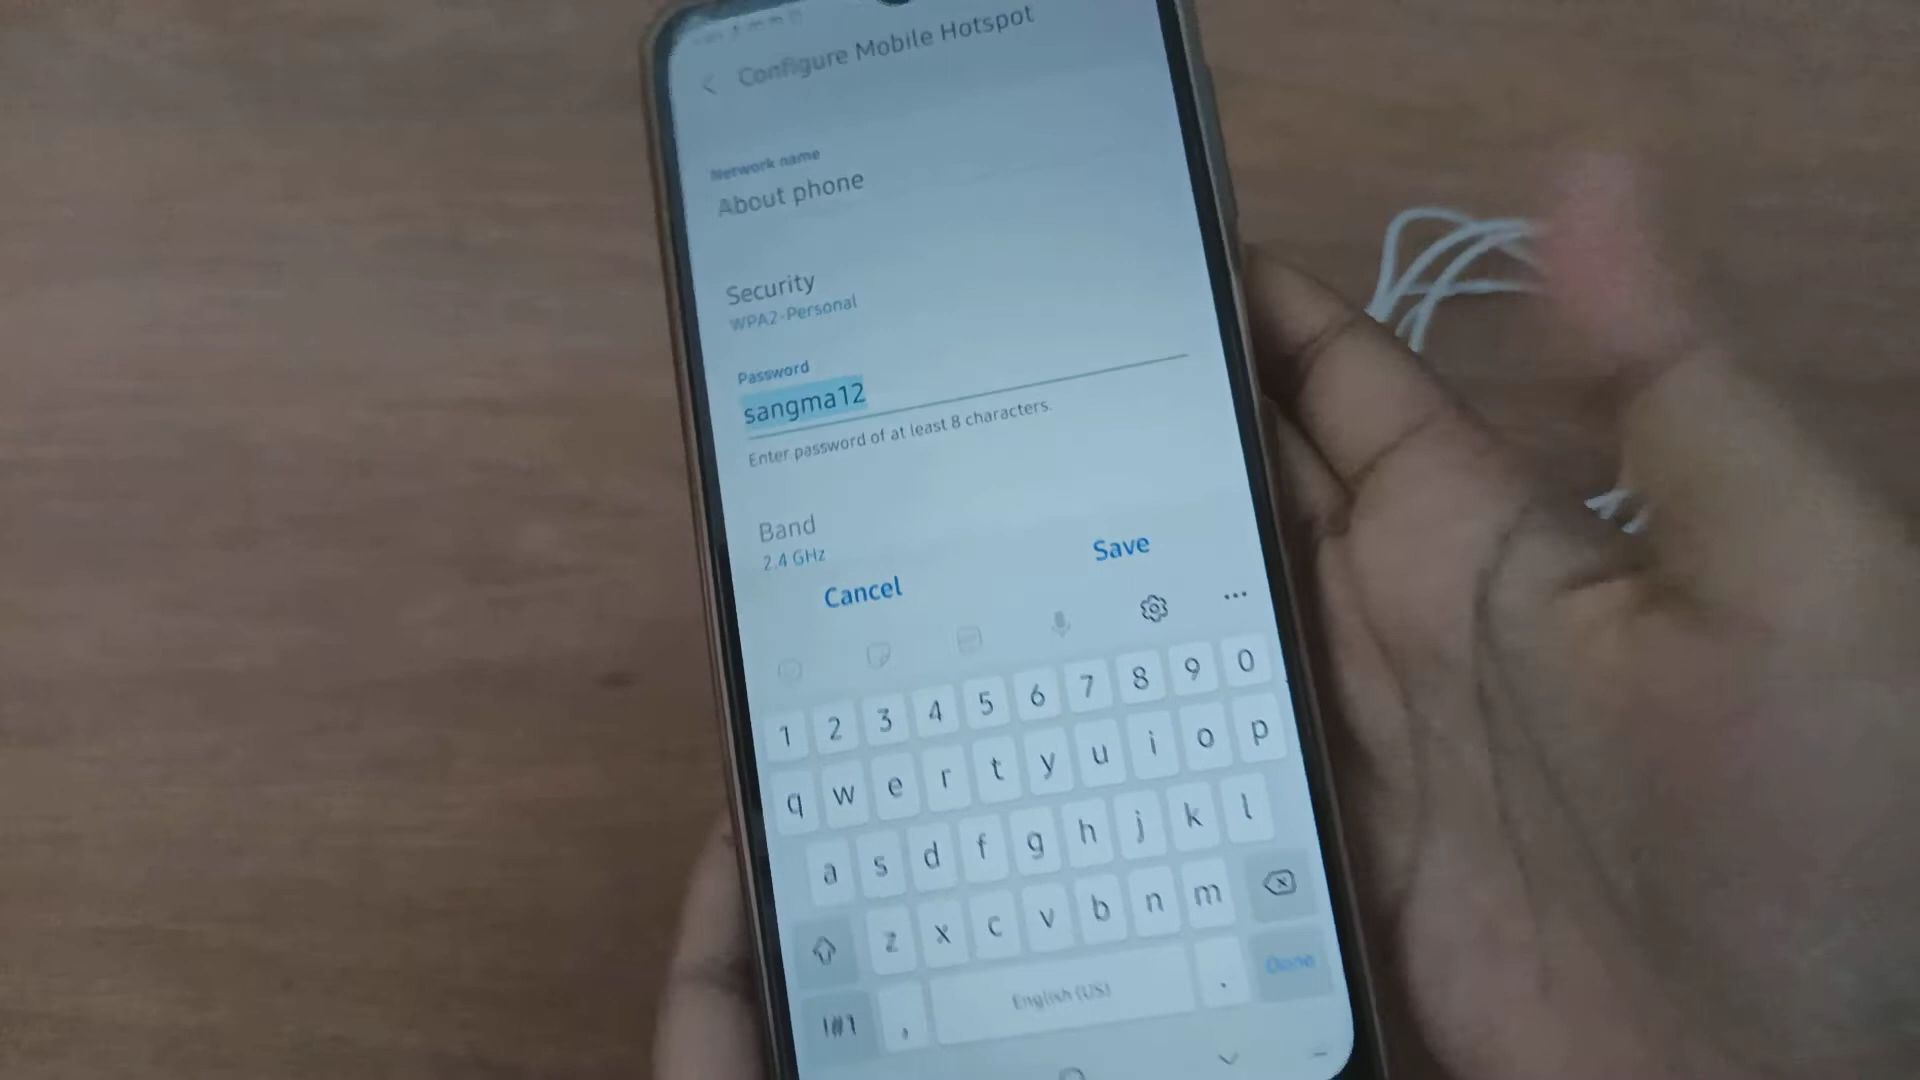 Configure Mobile Hotspot
Network name
About phone
Security
WPA2-Personal
Password
sangma12
Enter password of at least 8 characters.
Band
2.4 GHz
Cancel Save
1 2 3 4 5 6 7 8 9 0
q w e r t y u i o p
a s d f g h j k l
z x c v b n m
!#1 , English (US) . Done